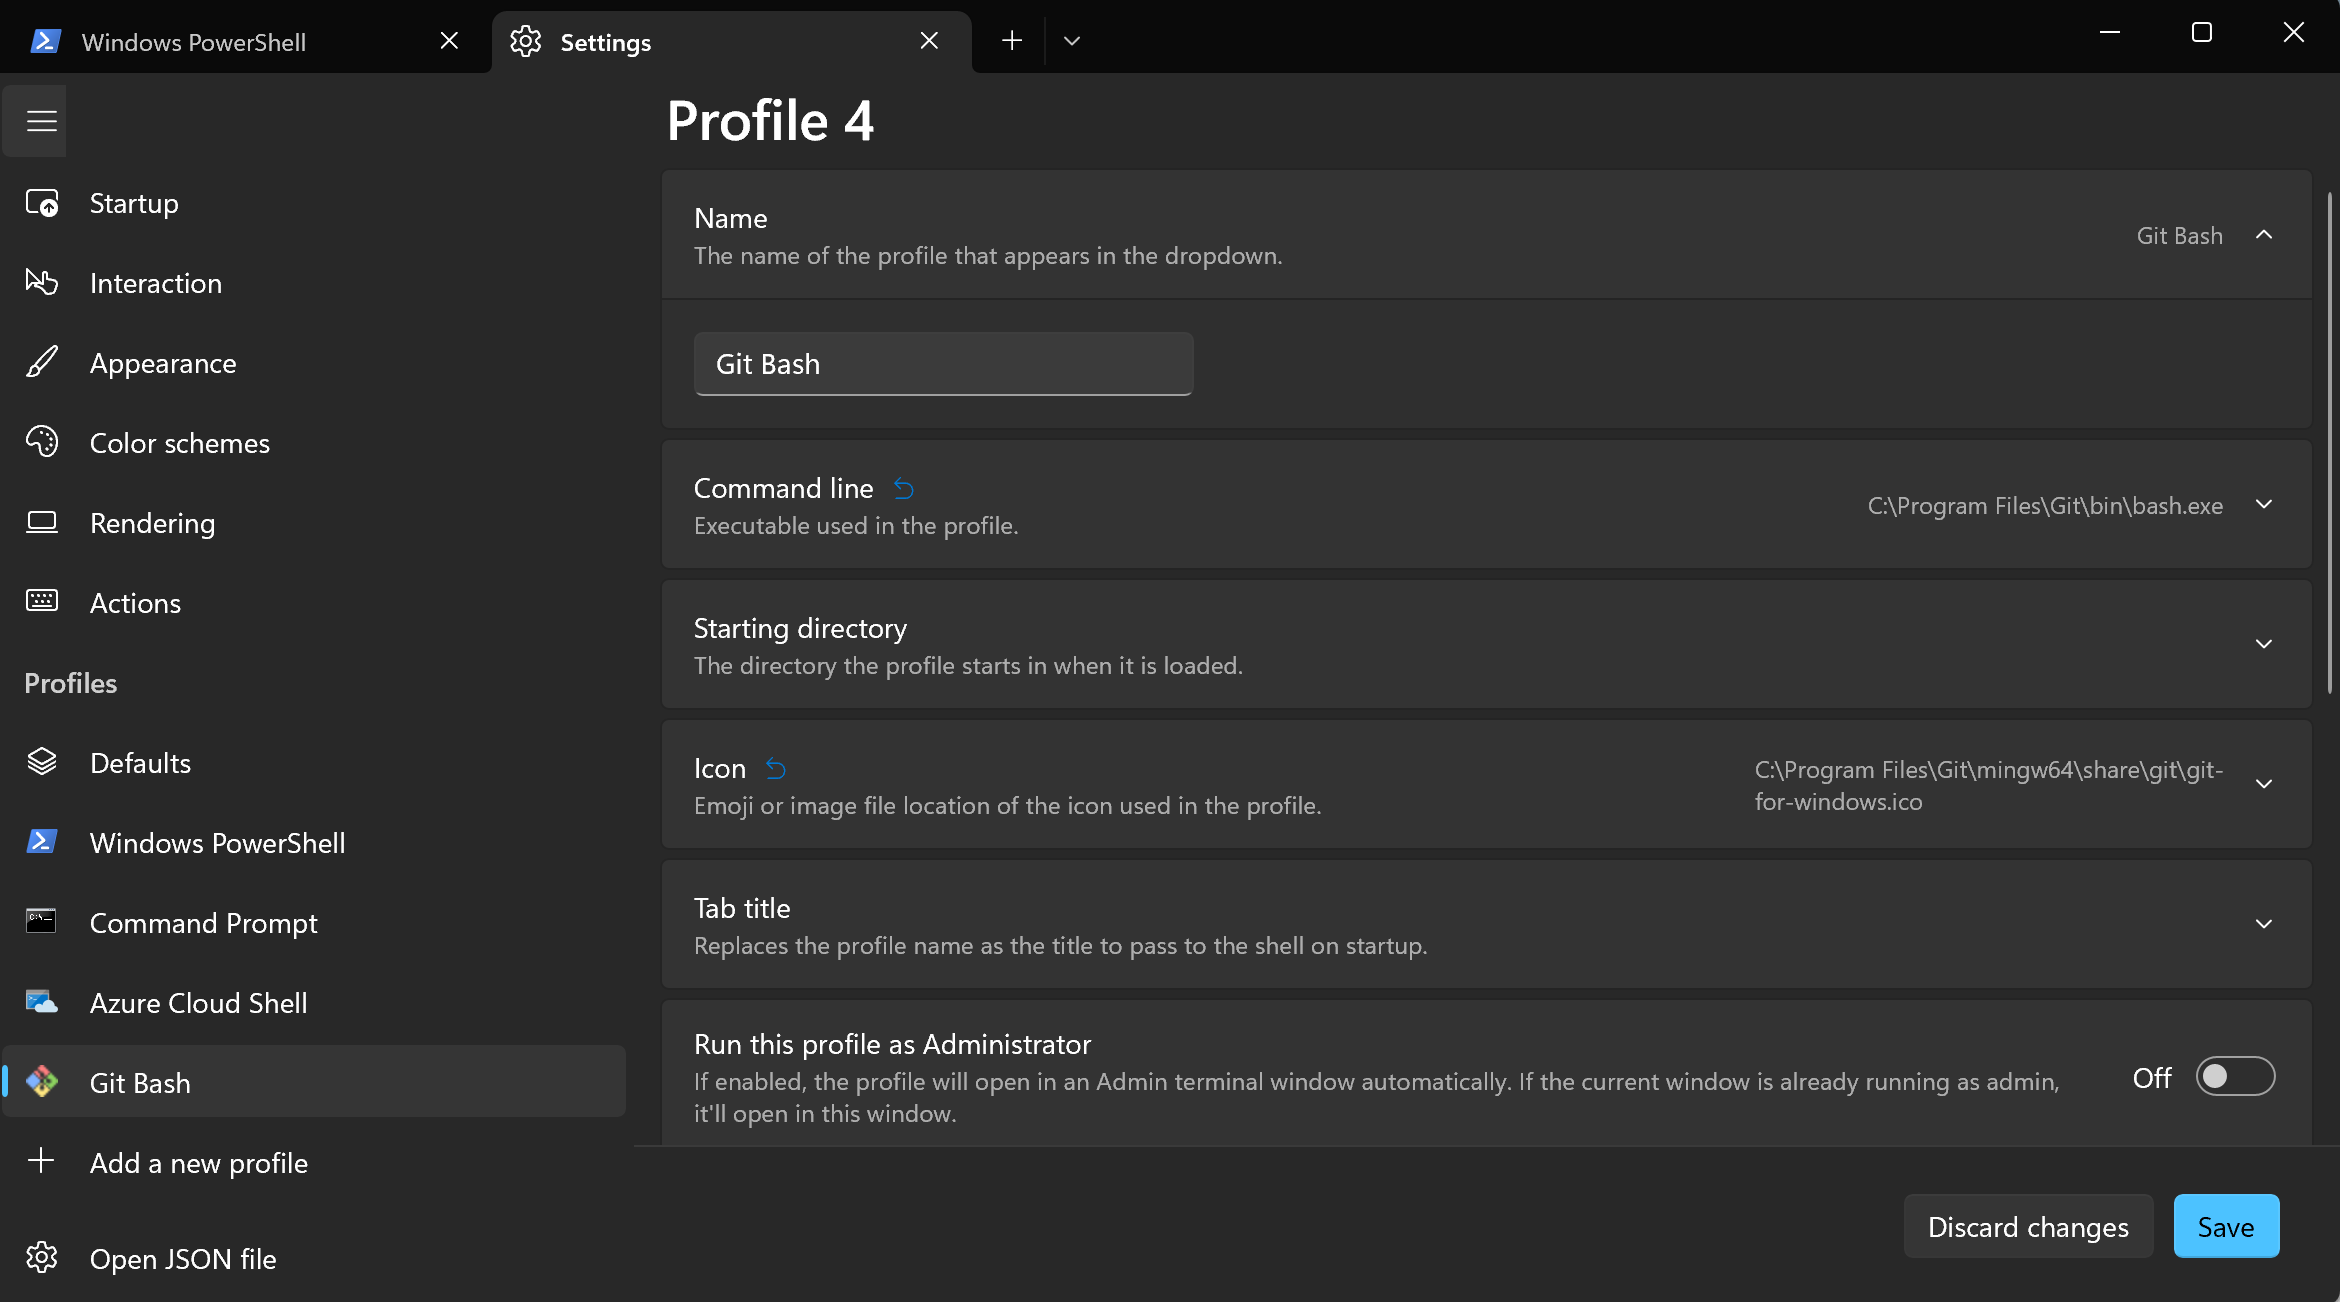 Windows PowerShell
Settings
Startup
Interaction
Appearance
Color schemes
Rendering
Actions
Profiles
Defaults
Windows PowerShell
Command Prompt
Azure Cloud Shell
Git Bash
Add a new profile
Open JSON file
Profile 4
Name
The name of the profile that appears in the dropdown.
Git Bash
Git Bash
Command line
Executable used in the profile.
C:\Program Files\Git\bin\bash.exe
Starting directory
The directory the profile starts in when it is loaded.
Icon
Emoji or image file location of the icon used in the profile.
C:\Program Files\Git\mingw64\share\git\git-
for-windows.ico
Tab title
Replaces the profile name as the title to pass to the shell on startup.
Run this profile as Administrator
If enabled, the profile will open in an Admin terminal window automatically. If the current window is already running as admin,
it'll open in this window.
Off
Discard changes
Save